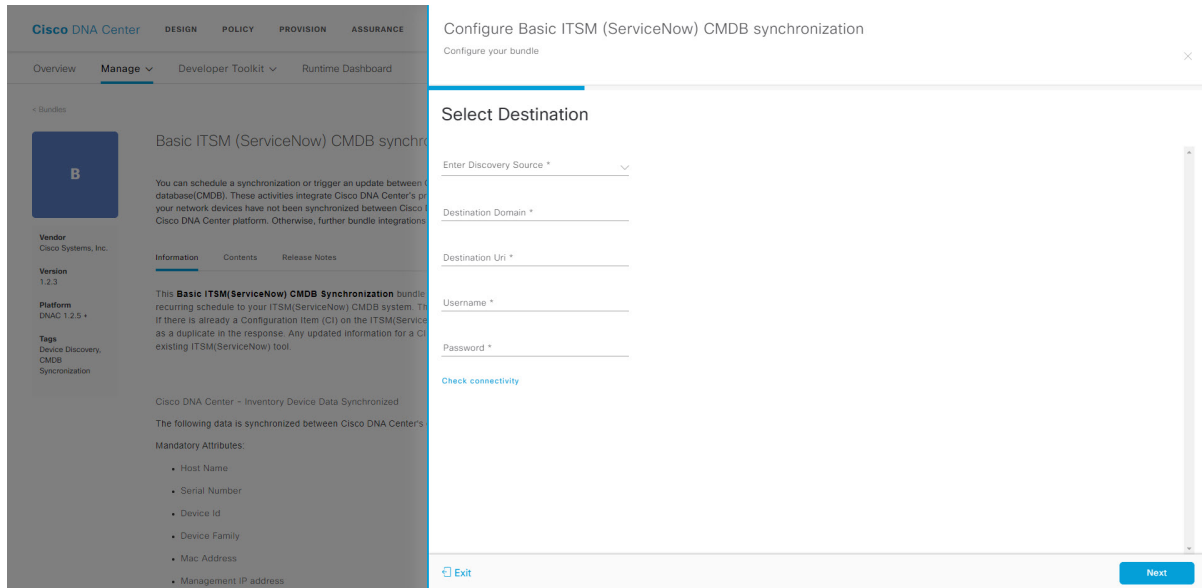 Cisco DNA Center DESIGN POLICY PROVISION ASSURANCE
Overview Manage Developer Toolkit Runtime Dashboard
< Bundles
B
Vendor
Cisco Systems, Inc.
Version
1.2.3
Platform
DNAC 1.2.5 +
Tags
Device Discovery,
CMDB
Syncronization
Basic ITSM (ServiceNow) CMDB synchr
You can schedule a synchronization or trigger an update between
database(CMDB). These activities integrate Cisco DNA Center's pr
your network devices have not been synchronized between Cisco
Cisco DNA Center platform. Otherwise, further bundle integrations
Information Contents Release Notes
This Basic ITSM(ServiceNow) CMDB Synchronization bundle
recurring schedule to your ITSM(ServiceNow) CMDB system. Th
If there is already a Configuration Item (CI) on the ITSM(Service
as a duplicate in the response. Any updated information for a CI
existing ITSM(ServiceNow) tool.
Cisco DNA Center – Inventory Device Data Synchronized
The following data is synchronized between Cisco DNA Center's
Mandatory Attributes:
• Host Name
• Serial Number
• Device Id
• Device Family
• Mac Address
• Management IP address
Configure Basic ITSM (ServiceNow) CMDB synchronization
Configure your bundle
Select Destination
Enter Discovery Source *
Destination Domain *
Destination Uri *
Username *
Password *
Check connectivity
Exit
Next